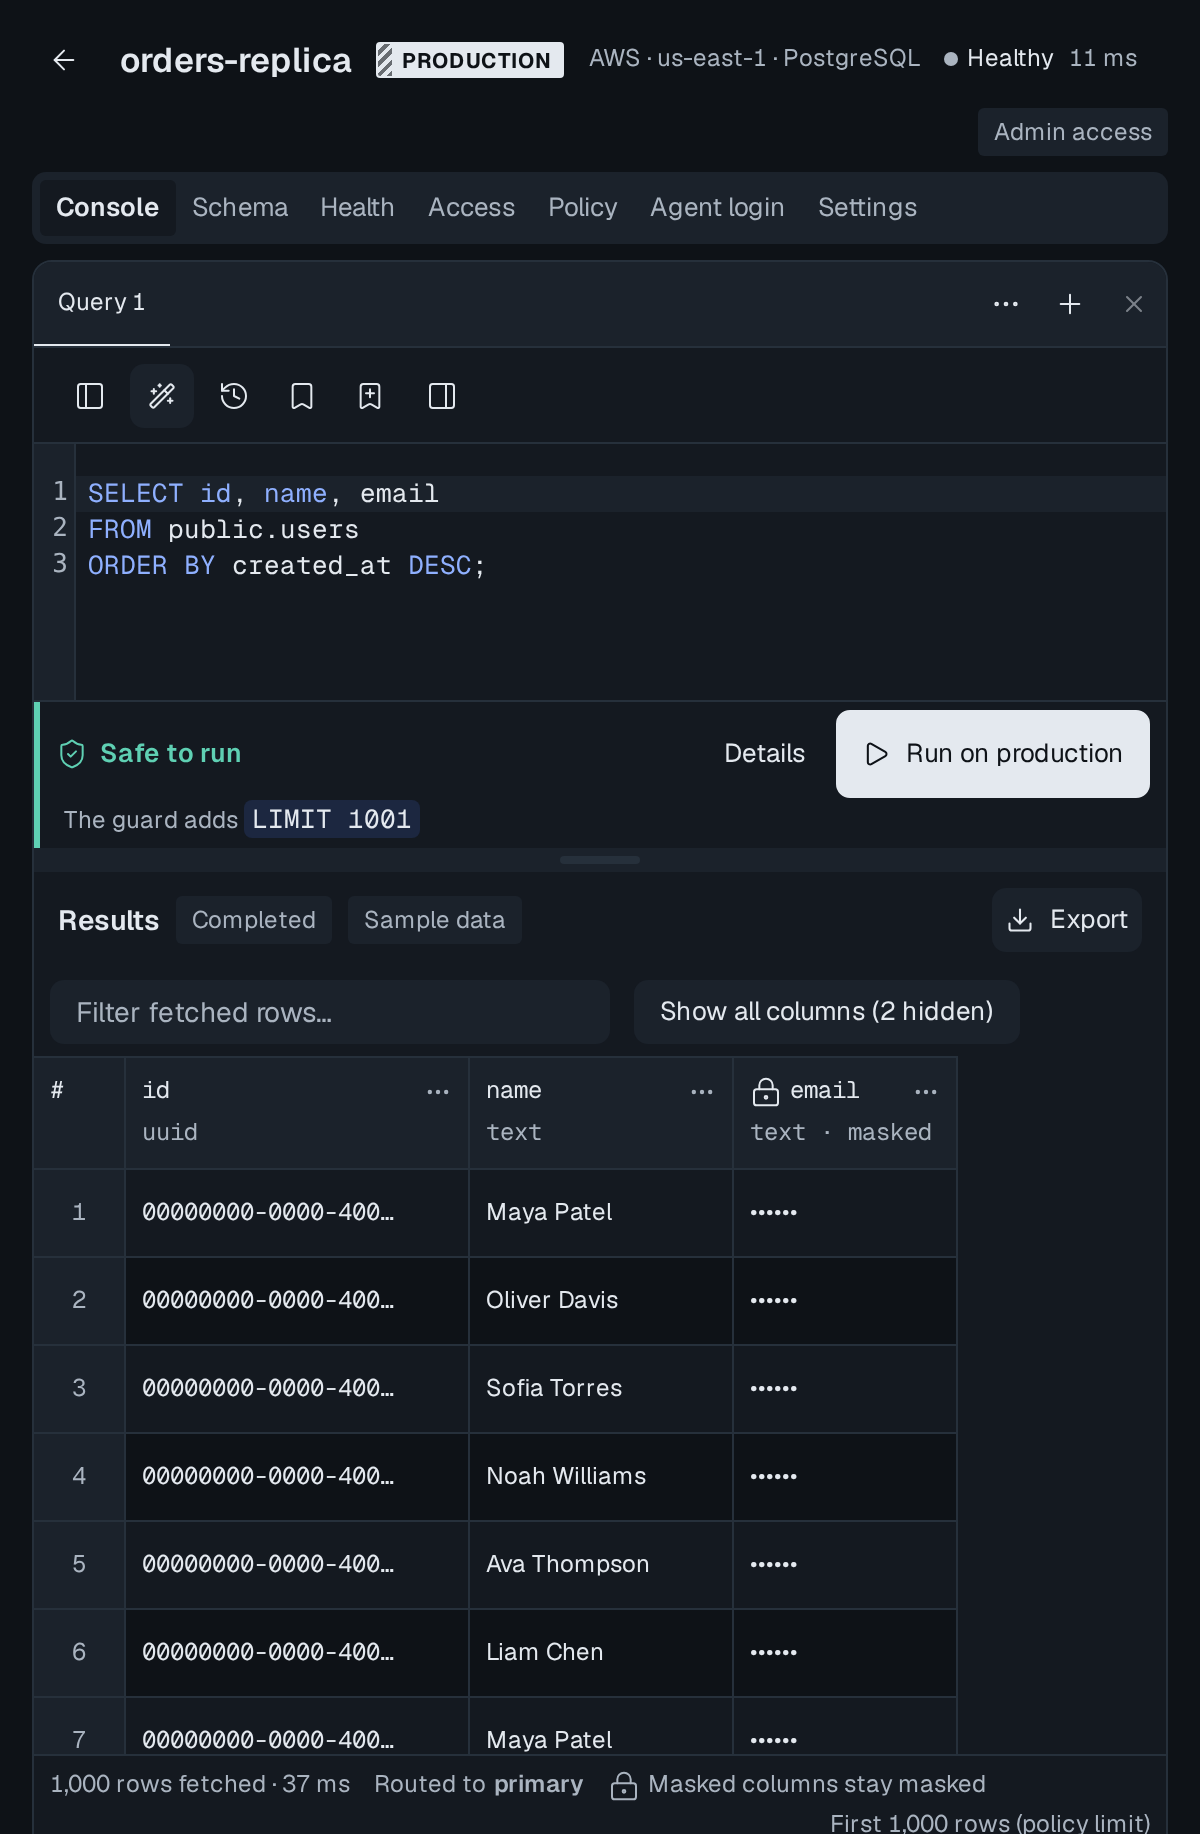 orders-replica PRODUCTION AWS · us-east-1 · PostgreSQL Healthy 11 ms
Admin access
Console Schema Health Access Policy Agent login Settings
Query 1
1 SELECT id, name, email
2 FROM public.users
3 ORDER BY created_at DESC;
Safe to run Details Run on production
The guard adds LIMIT 1001
Results Completed Sample data Export
Filter fetched rows… Show all columns (2 hidden)
# id name email
uuid text text · masked
1 00000000-0000-400… Maya Patel ••••••
2 00000000-0000-400… Oliver Davis ••••••
3 00000000-0000-400… Sofia Torres ••••••
4 00000000-0000-400… Noah Williams ••••••
5 00000000-0000-400… Ava Thompson ••••••
6 00000000-0000-400… Liam Chen ••••••
7 00000000-0000-400… Maya Patel ••••••
1,000 rows fetched · 37 ms Routed to primary Masked columns stay masked
First 1,000 rows (policy limit)